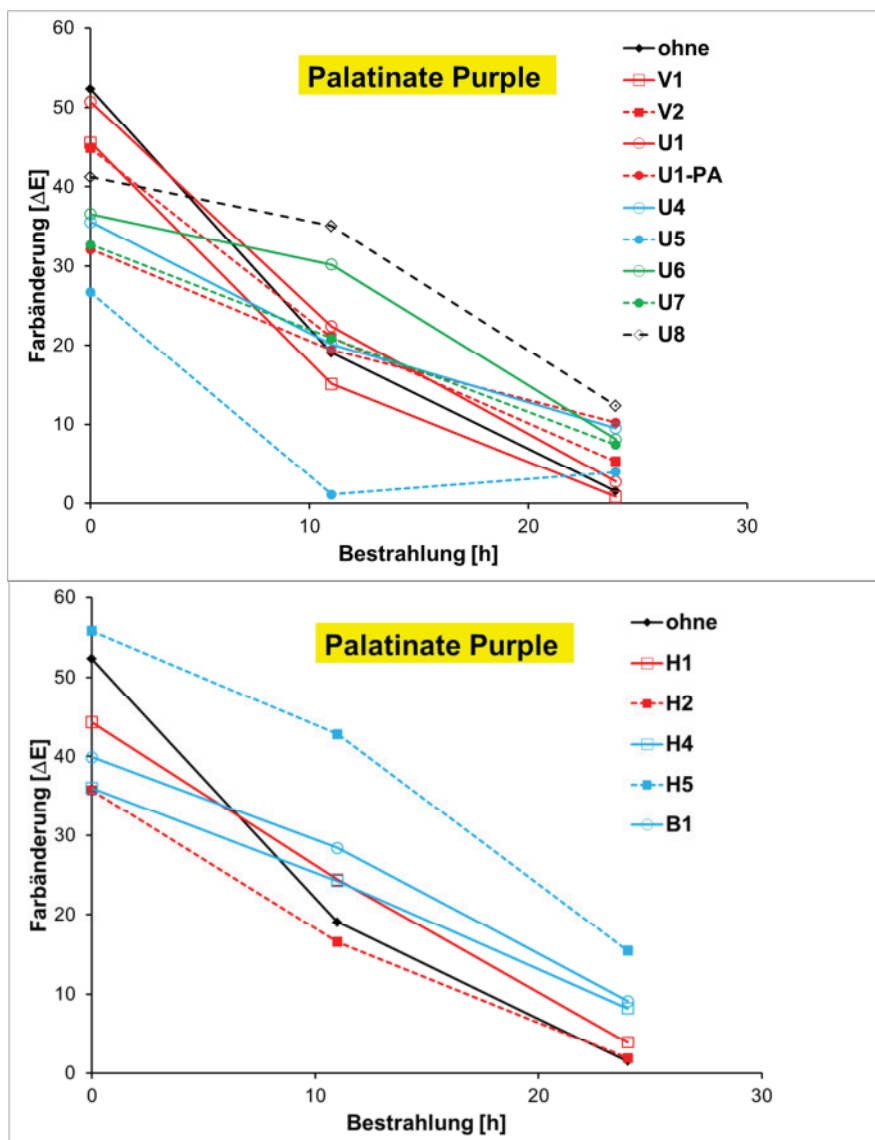 60
50
40
30
20
10
0
Farbänderung [ΔE]
Palatinate Purple
ohne
V1
V2
U1
U1-PA
U4
U5
U6
U7
U8
0
10
20
30
Bestrahlung [h]
60
50
40
30
20
10
0
Farbänderung [ΔE]
Palatinate Purple
ohne
H1
H2
H4
H5
B1
0
10
20
30
Bestrahlung [h]